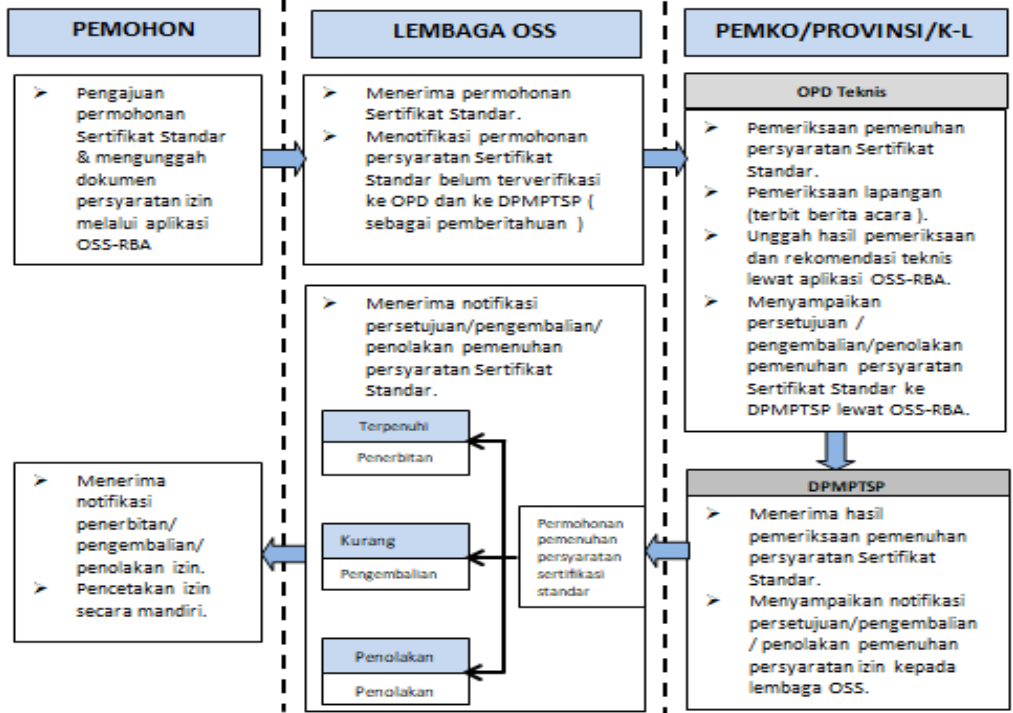 PEMOHON
LEMBAGA OSS
PEMKO/PROVINSI/K-L
➤ Pengajuan
permohonan
Sertifikat Standar
& mengunggah
dokumen
persyaratan izin
melalui aplikasi
OSS-RBA
➤ Menerima permohonan
Sertifikat Standar.
➤ Menotifikasi permohonan
persyaratan Sertifikat
Standar belum terverifikasi
ke OPD dan ke DPMPTSP (
sebagai pemberitahuan )
OPD Teknis
➤ Pemeriksaan pemenuhan
persyaratan Sertifikat
Standar.
➤ Pemeriksaan lapangan
(terbit berita acara ).
➤ Unggah hasil pemeriksaan
dan rekomendasi teknis
lewat aplikasi OSS-RBA.
➤ Menyampaikan
persetujuan /
pengembalian/penolakan
pemenuhan persyaratan
Sertifikat Standar ke
DPMPTSP lewat OSS-RBA.
DPMPTSP
➤ Menerima hasil
pemeriksaan pemenuhan
persyaratan Sertifikat
Standar.
➤ Menyampaikan notifikasi
persetujuan/pengembalian
/ penolakan pemenuhan
persyaratan izin kepada
lembaga OSS.
➤ Menerima notifikasi
persetujuan/pengembalian/
penolakan pemenuhan
persyaratan Sertifikat
Standar.
Permohonan
pemenuhan
persyaratan
sertifikasi
standar
Terpenuhi
Penerbitan
Kurang
Pengembalian
Penolakan
Penolakan
➤ Menerima
notifikasi
penerbitan/
pengembalian/
penolakan izin.
➤ Pencetakan izin
secara mandiri.